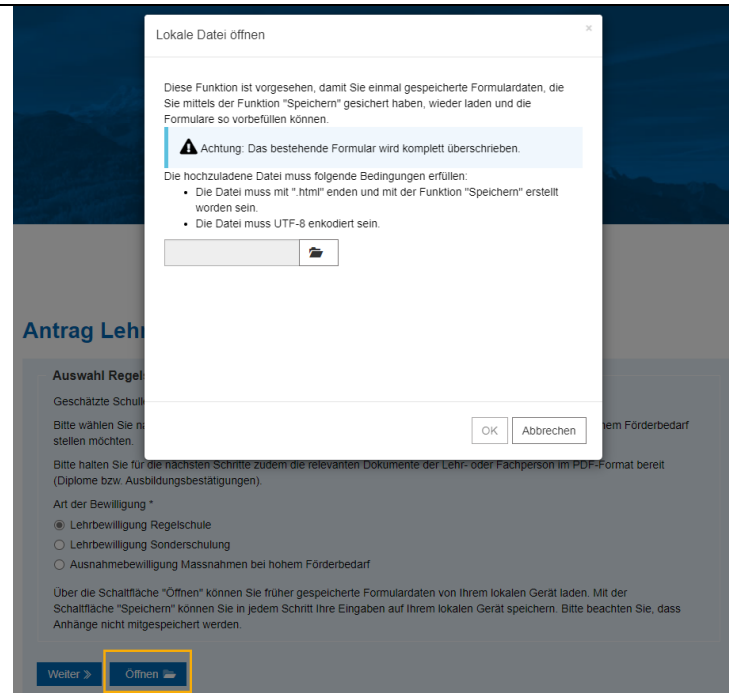 Lokale Datei öffnen
×
Diese Funktion ist vorgesehen, damit Sie einmal gespeicherte Formulardaten, die
Sie mittels der Funktion "Speichern" gesichert haben, wieder laden und die
Formulare so vorbefüllen können.
Achtung: Das bestehende Formular wird komplett überschrieben.
Die hochzuladene Datei muss folgende Bedingungen erfüllen:
• Die Datei muss mit ".html" enden und mit der Funktion "Speichern" erstellt
worden sein.
• Die Datei muss UTF-8 enkodiert sein.
OK Abbrechen
Antrag Leh
Auswahl Regel
Geschätzte Schull
Bitte wählen Sie na em Förderbedarf
stellen möchten.
Bitte halten Sie für die nächsten Schritte zudem die relevanten Dokumente der Lehr- oder Fachperson im PDF-Format bereit
(Diplome bzw. Ausbildungsbestätigungen).
Art der Bewilligung *
Lehrbewilligung Regelschule
Lehrbewilligung Sonderschulung
Ausnahmebewilligung Massnahmen bei hohem Förderbedarf
Über die Schaltfläche "Öffnen" können Sie früher gespeicherte Formulardaten von Ihrem lokalen Gerät laden. Mit der
Schaltfläche "Speichern" können Sie in jedem Schritt Ihre Eingaben auf Ihrem lokalen Gerät speichern. Bitte beachten Sie, dass
Anhänge nicht mitgespeichert werden.
Weiter » Öffnen